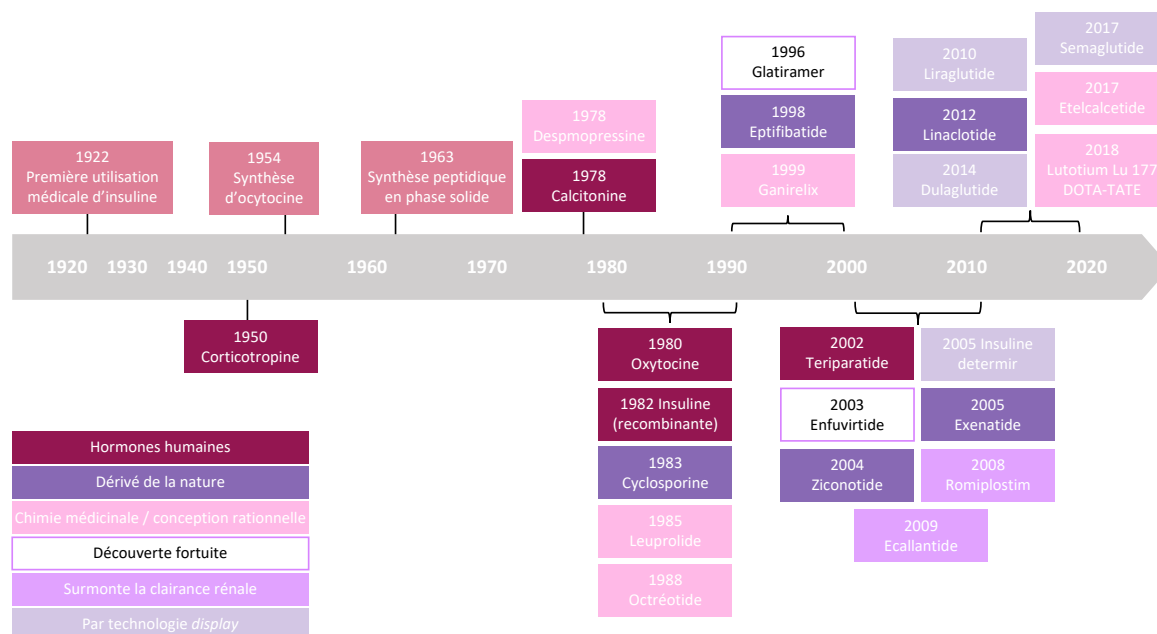 1922
Première utilisation
médicale d’insuline
1954
Synthèse
d’ocytocine
1963
Synthèse peptidique
en phase solide
1978
Despmopressine
1978
Calcitonine
1996
Glatiramer
1998
Eptifibatide
1999
Ganirelix
2010
Liraglutide
2012
Linaclotide
2014
Dulaglutide
2017
Semaglutide
2017
Etelcalcetide
2018
Lutotium Lu 177
DOTA-TATE
1920 1930 1940 1950 1960 1970 1980 1990 2000 2010 2020
1950
Corticotropine
1980
Oxytocine
1982 Insuline
(recombinante)
1983
Cyclosporine
1985
Leuprolide
1988
Octréotide
2002
Teriparatide
2003
Enfuvirtide
2004
Ziconotide
2005 Insuline
determir
2005
Exenatide
2008
Romiplostim
2009
Ecallantide
Hormones humaines
Dérivé de la nature
Chimie médicinale / conception rationnelle
Découverte fortuite
Surmonte la clairance rénale
Par technologie display